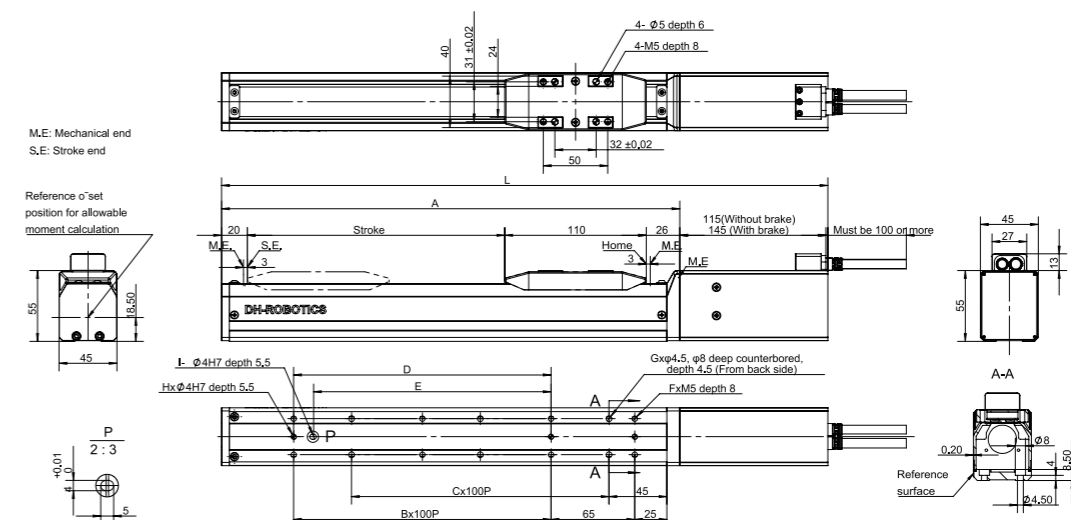 4- Ø5 depth 6
4-M5 depth 8
40
31 ±0.02
24
32 ±0.02
50
M.E: Mechanical end
S.E: Stroke end
L
A
Reference o¯set
position for allowable
moment calculation
20
Stroke
110
26
115(Without brake)
145 (With brake)
Must be 100 or more
M.E.
S.E.
3
Home
3
M.E
M.E
45
27
13
55
18.50
45
DH-ROBOTICS
55
A-A
I- Ø4H7 depth 5.5
HxØ4H7 depth 5.5
D
E
Gxφ4.5, φ8 deep counterbored,
depth 4.5 (From back side)
FxM5 depth 8
A
P
A
P
2 : 3
+0.01
4 0
5
Cx100P
45
Bx100P
65
25
Ø8
0.20
4
8.50
Reference
surface
Ø4.50